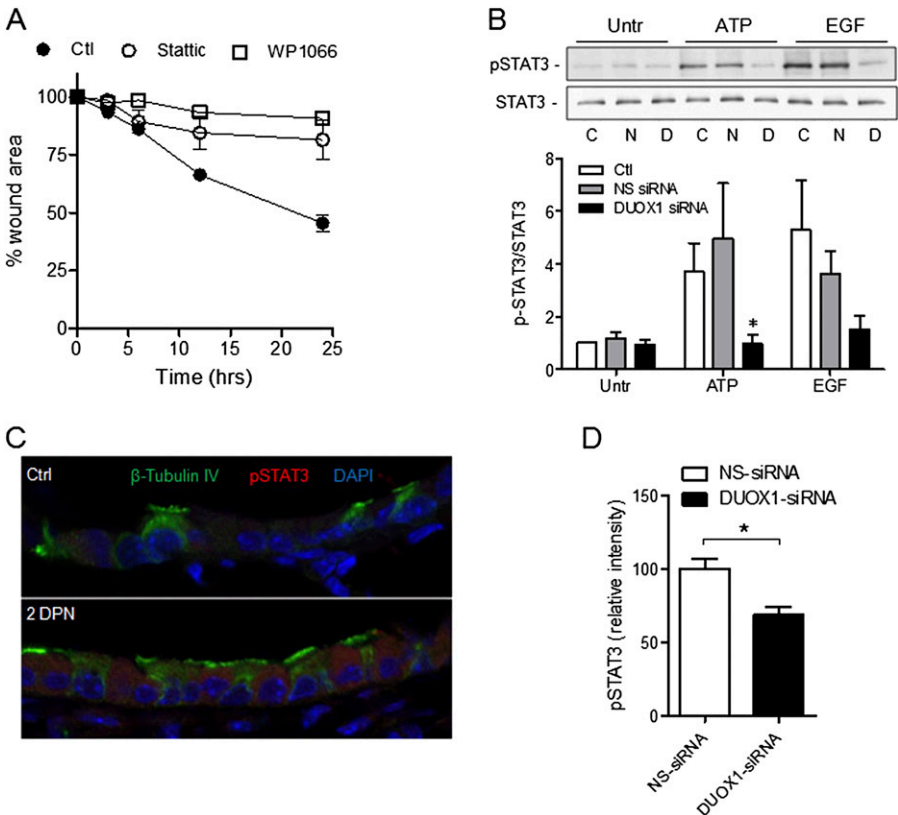 A
Ctl Stattic WP1066
100
75
50
25
0
% wound area
0 5 10 15 20 25
Time (hrs)
B
Untr ATP EGF
pSTAT3 -
STAT3 -
C N D C N D C N D
Ctl
NS siRNA
DUOX1 siRNA
8
6
4
2
0
p-STAT3/STAT3
*
Untr ATP EGF
C
Ctrl β-Tubulin IV pSTAT3 DAPI
2 DPN
D
NS-siRNA
DUOX1-siRNA
150
100
50
0
pSTAT3 (relative intensity)
*
NS-siRNA
DUOX1-siRNA